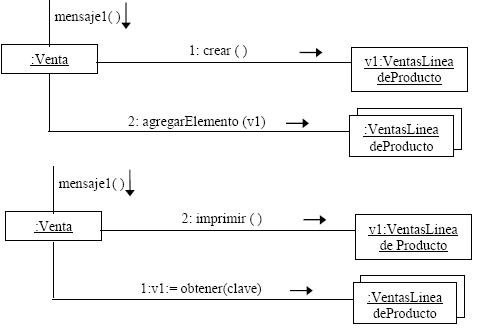 mensaje1( )
1: crear ( )
:Venta
v1:VentasLinea
deProducto
2: agregarElemento (v1)
:VentasLinea
deProducto
mensaje1( )
2: imprimir ( )
:Venta
v1:VentasLinea
de Producto
1:v1:= obtener(clave)
:VentasLinea
deProducto